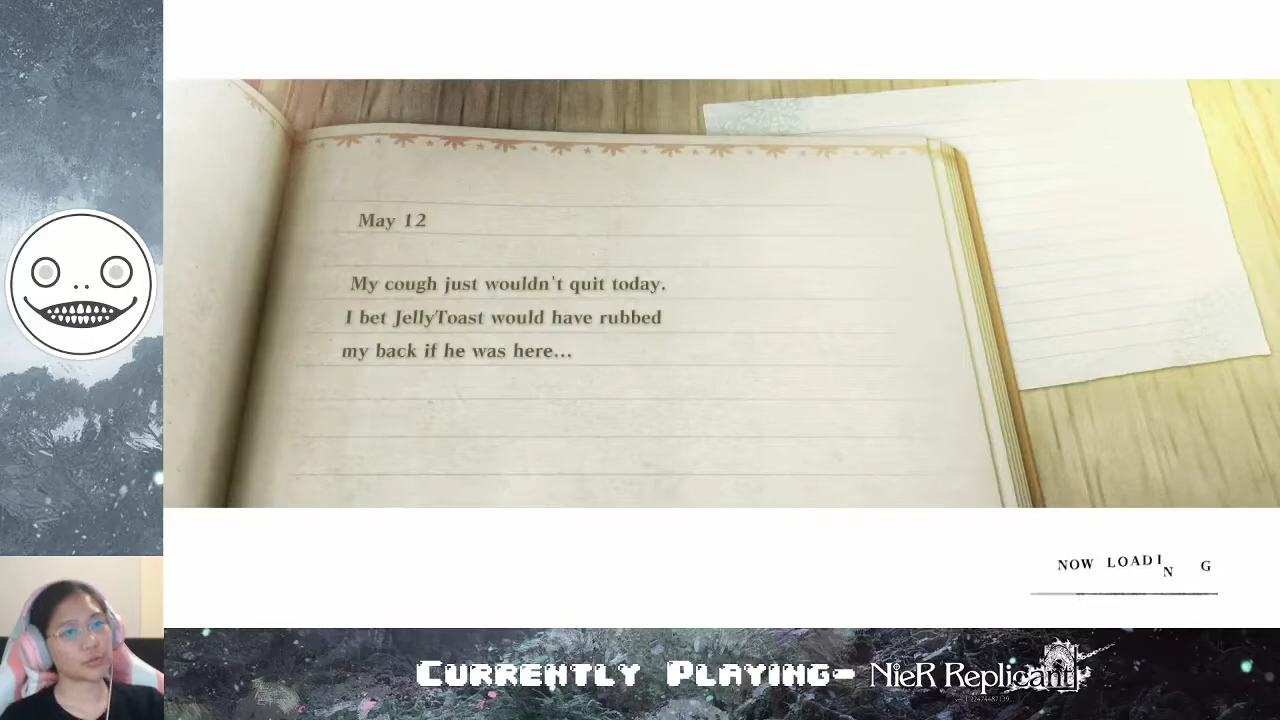 May 12
My cough just wouldn't quit today.
I bet JellyToast would have rubbed
my back if he was here...
NOW LOADING
CURRENTLY PLAYING- NieR Replicant